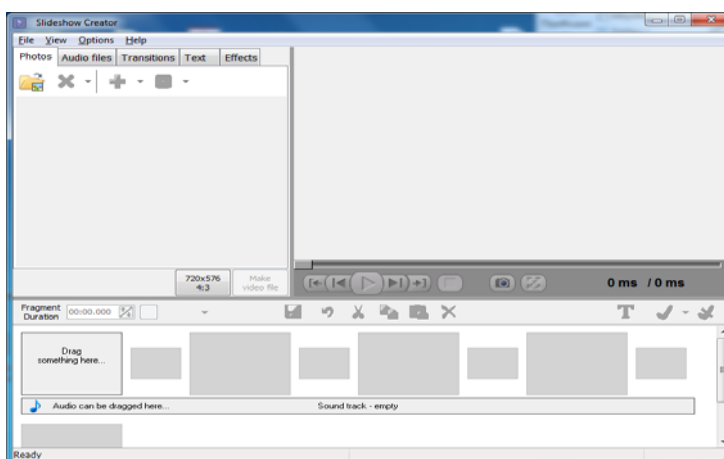 Slideshow Creator
File View Options Help
Photos Audio files Transitions Text Effects
720x576
4:3
Make
video file
0 ms / 0 ms
Fragment
Duration
00:00.000
T
Drag
something here...
Audio can be dragged here...
Sound track - empty
Ready